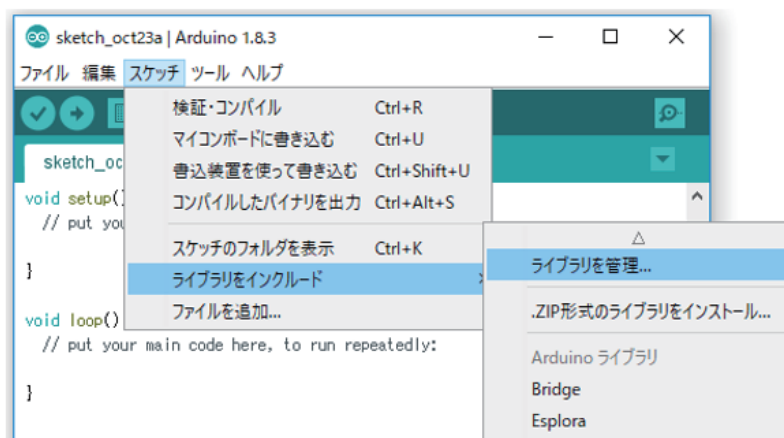 sketch_oct23a | Arduino 1.8.3
ファイル 編集 スケッチ ツール ヘルプ
検証・コンパイル Ctrl+R
マイコンボードに書き込む Ctrl+U
書込装置を使って書き込む Ctrl+Shift+U
コンパイルしたバイナリを出力 Ctrl+Alt+S
スケッチのフォルダを表示 Ctrl+K
ライブラリをインクルード
ファイルを追加...
ライブラリを管理...
.ZIP形式のライブラリをインストール...
Arduino ライブラリ
Bridge
Esplora
sketch_oc
void setup()
// put you
}
void loop()
// put your main code here, to run repeatedly:
}